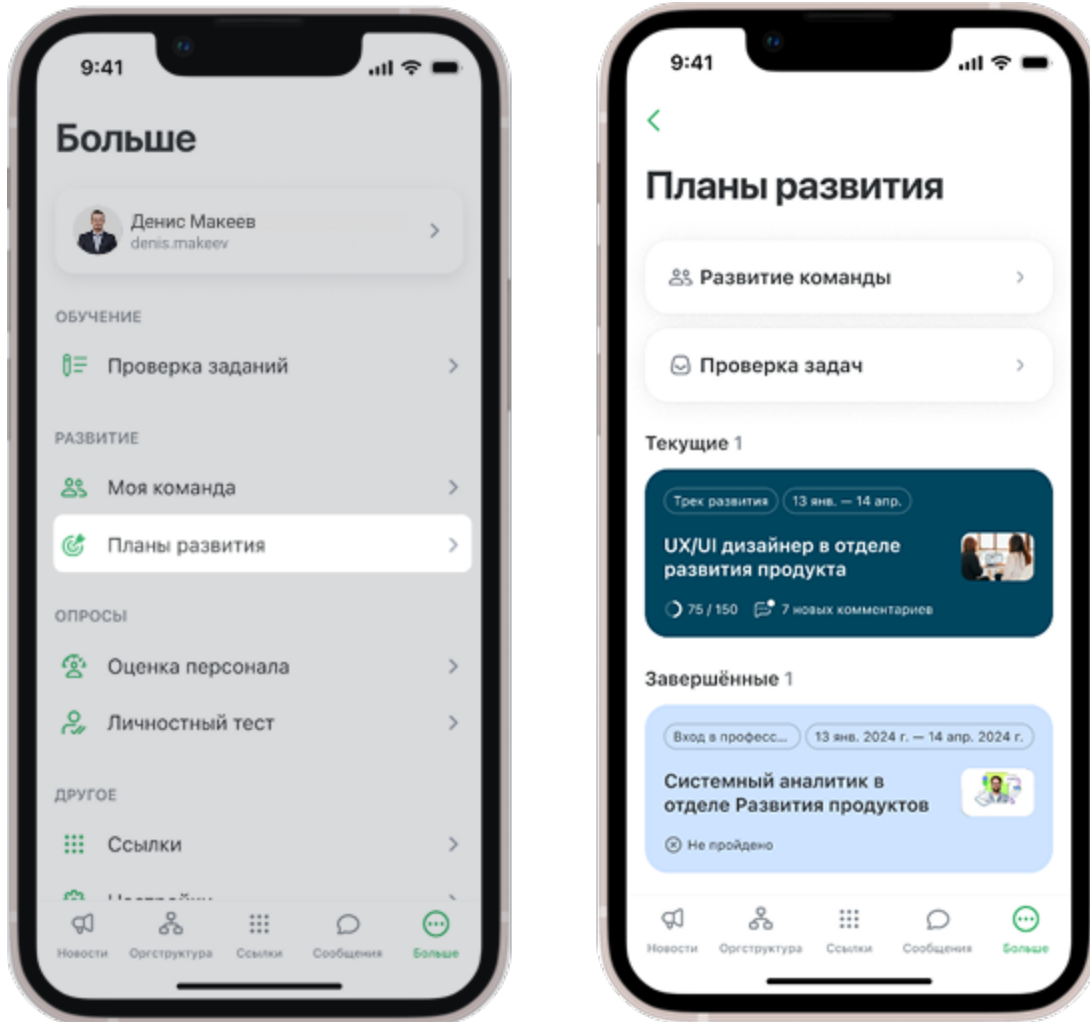 9:41
Больше
Денис Макеев
denis.makeev
ОБУЧЕНИЕ
Проверка заданий
РАЗВИТИЕ
Моя команда
Планы развития
ОПРОСЫ
Оценка персонала
Личностный тест
ДРУГОЕ
Ссылки
Настройки
Новости
Оргструктура
Ссылки
Сообщения
Больше
9:41
Планы развития
Развитие команды
Проверка задач
Текущие 1
Трек развития
13 янв. — 14 апр.
UX/UI дизайнер в отделе
развития продукта
75 / 150
7 новых комментариев
Завершённые 1
Вход в професс...
13 янв. 2024 г. — 14 апр. 2024 г.
Системный аналитик в
отделе Развития продуктов
Не пройдено
Новости
Оргструктура
Ссылки
Сообщения
Больше